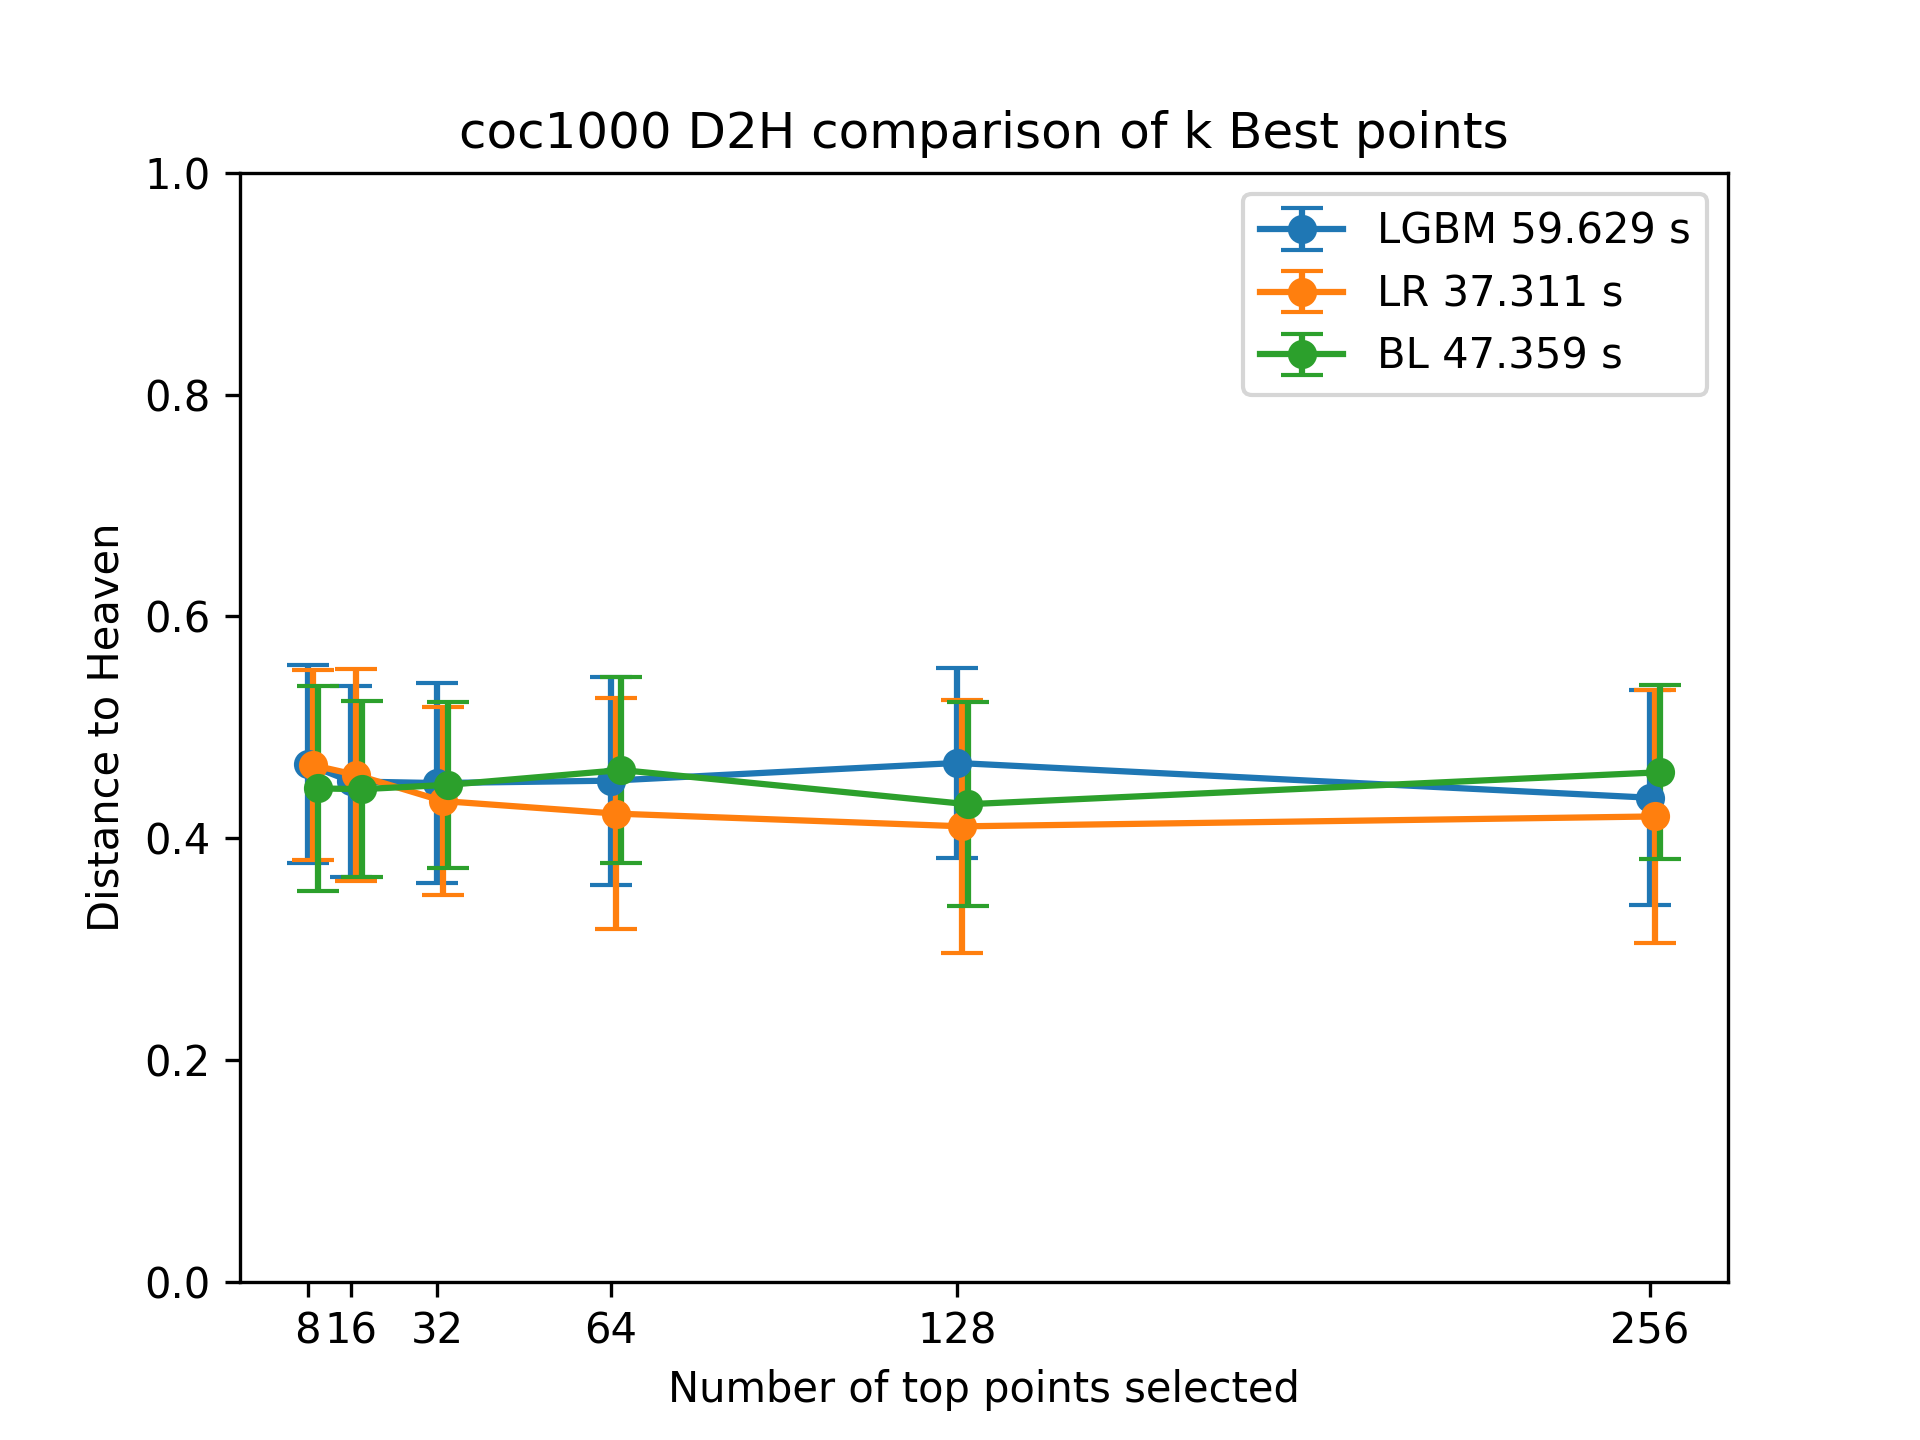 coc1000 D2H comparison of k Best points
LGBM 59.629 s
LR 37.311 s
BL 47.359 s
Distance to Heaven
1.0
0.8
0.6
0.4
0.2
0.0
8 16 32 64 128 256
Number of top points selected